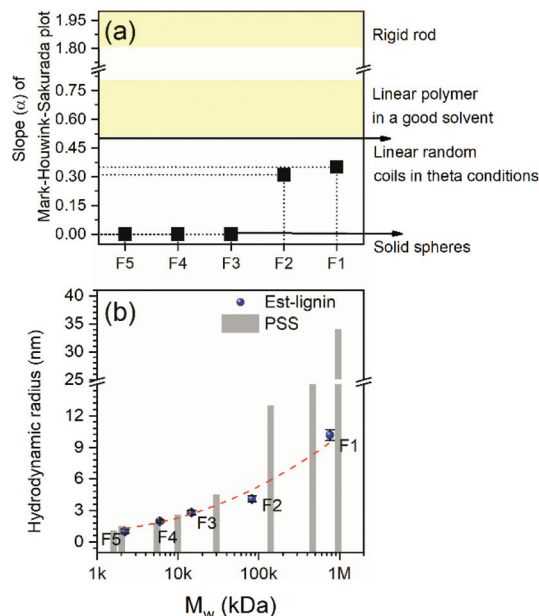 (a)
Slope (α) of
Mark-Houwink-Sakurada plot
1.95
1.80
0.75
0.60
0.45
0.30
0.15
0.00
Rigid rod
Linear polymer
in a good solvent
Linear random
coils in theta conditions
Solid spheres
F5 F4 F3 F2 F1
(b)
Est-lignin
PSS
Hydrodynamic radius (nm)
40
35
30
25
12
9
6
3
0
F5
F4
F3
F2
F1
1k 10k 100k 1M
Mw (kDa)